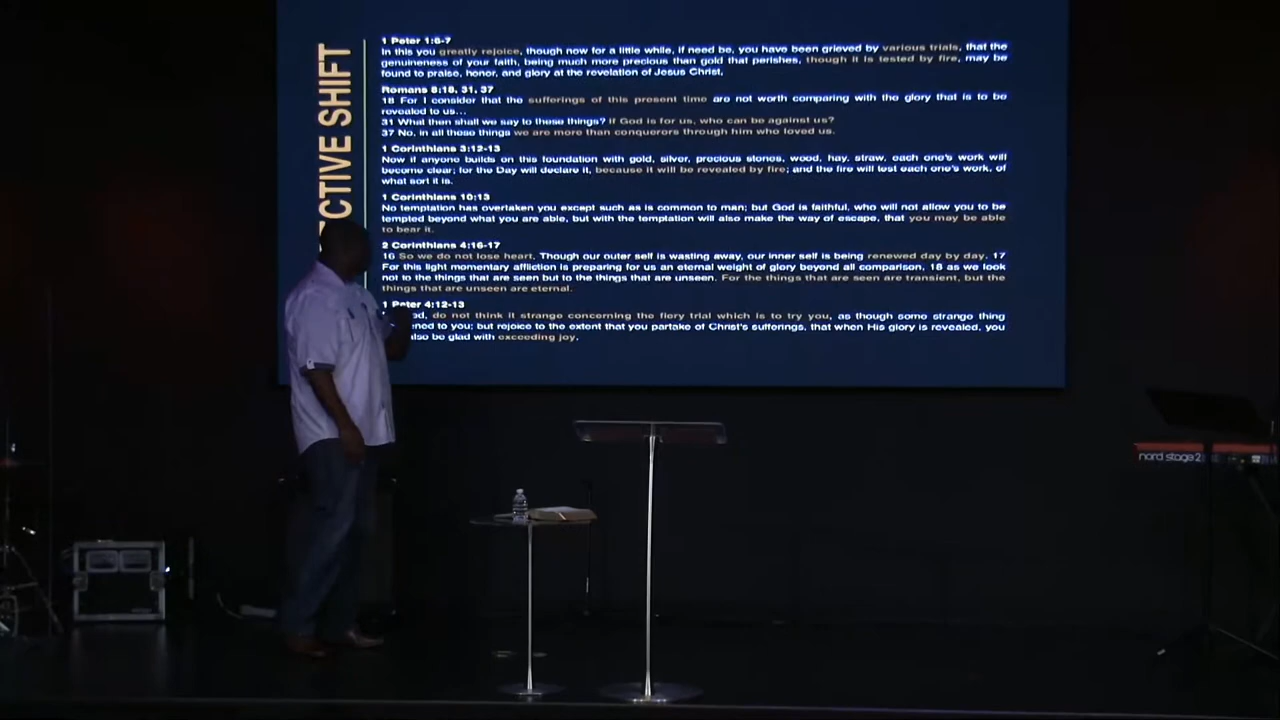 ECTIVE SHIFT
1 Peter 1:6-7
In this you greatly rejoice, though now for a little while, if need be, you have been grieved by various trials, that the
genuineness of your faith, being much more precious than gold that perishes, though it is tested by fire, may be
found to praise, honor, and glory at the revelation of Jesus Christ,
Romans 8:18, 31, 37
18 For I consider that the sufferings of this present time are not worth comparing with the glory that is to be
revealed to us...
31 What then shall we say to these things? If God is for us, who can be against us?
37 No, in all these things we are more than conquerors through him who loved us.
1 Corinthians 3:12-13
Now if anyone builds on this foundation with gold, silver, precious stones, wood, hay, straw, each one's work will
become clear; for the Day will declare it, because it will be revealed by fire; and the fire will test each one's work, of
what sort it is.
1 Corinthians 10:13
No temptation has overtaken you except such as is common to man; but God is faithful, who will not allow you to be
tempted beyond what you are able, but with the temptation will also make the way of escape, that you may be able
to bear it.
2 Corinthians 4:16-17
16 So we do not lose heart. Though our outer self is wasting away, our inner self is being renewed day by day. 17
For this light momentary affliction is preparing for us an eternal weight of glory beyond all comparison, 18 as we look
not to the things that are seen but to the things that are unseen. For the things that are seen are transient, but the
things that are unseen are eternal.
1 Peter 4:12-13
ed, do not think it strange concerning the fiery trial which is to try you, as though some strange thing
ened to you; but rejoice to the extent that you partake of Christ's sufferings, that when His glory is revealed, you
also be glad with exceeding joy.
nord stage 2